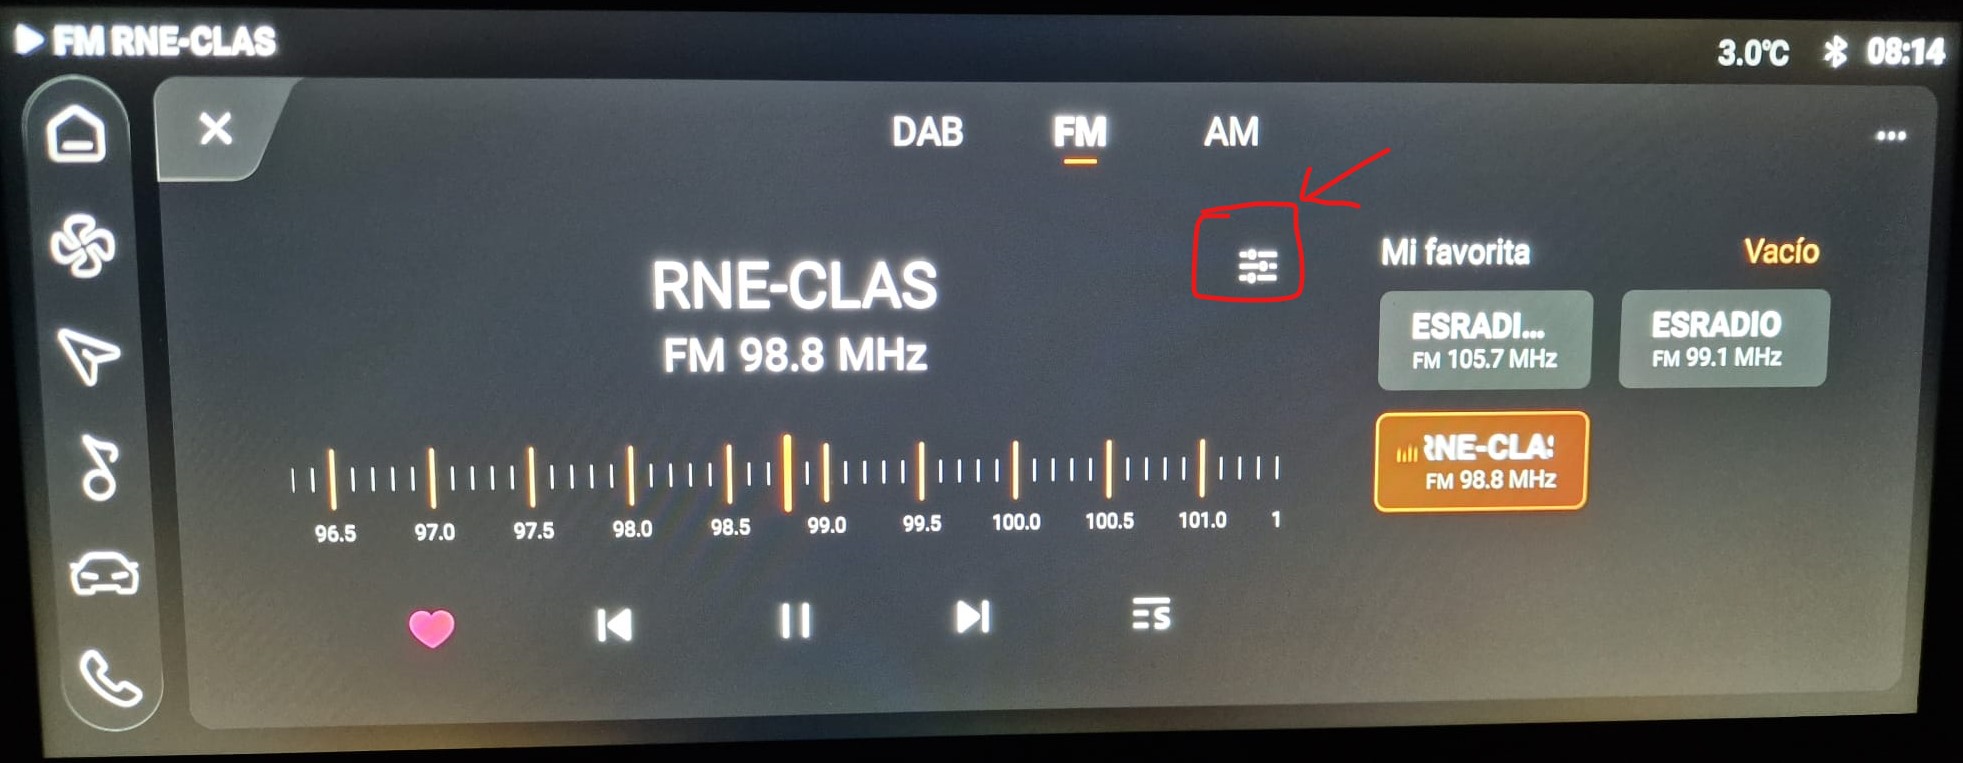 FM RNE-CLAS
3.0°C 08:14
DAB FM AM
...
RNE-CLAS
FM 98.8 MHz
96.5 97.0 97.5 98.0 98.5 99.0 99.5 100.0 100.5 101.0 1
Mi favorita Vacío
ESRADI...
FM 105.7 MHz
ESRADIO
FM 99.1 MHz
RNE-CLAS
FM 98.8 MHz